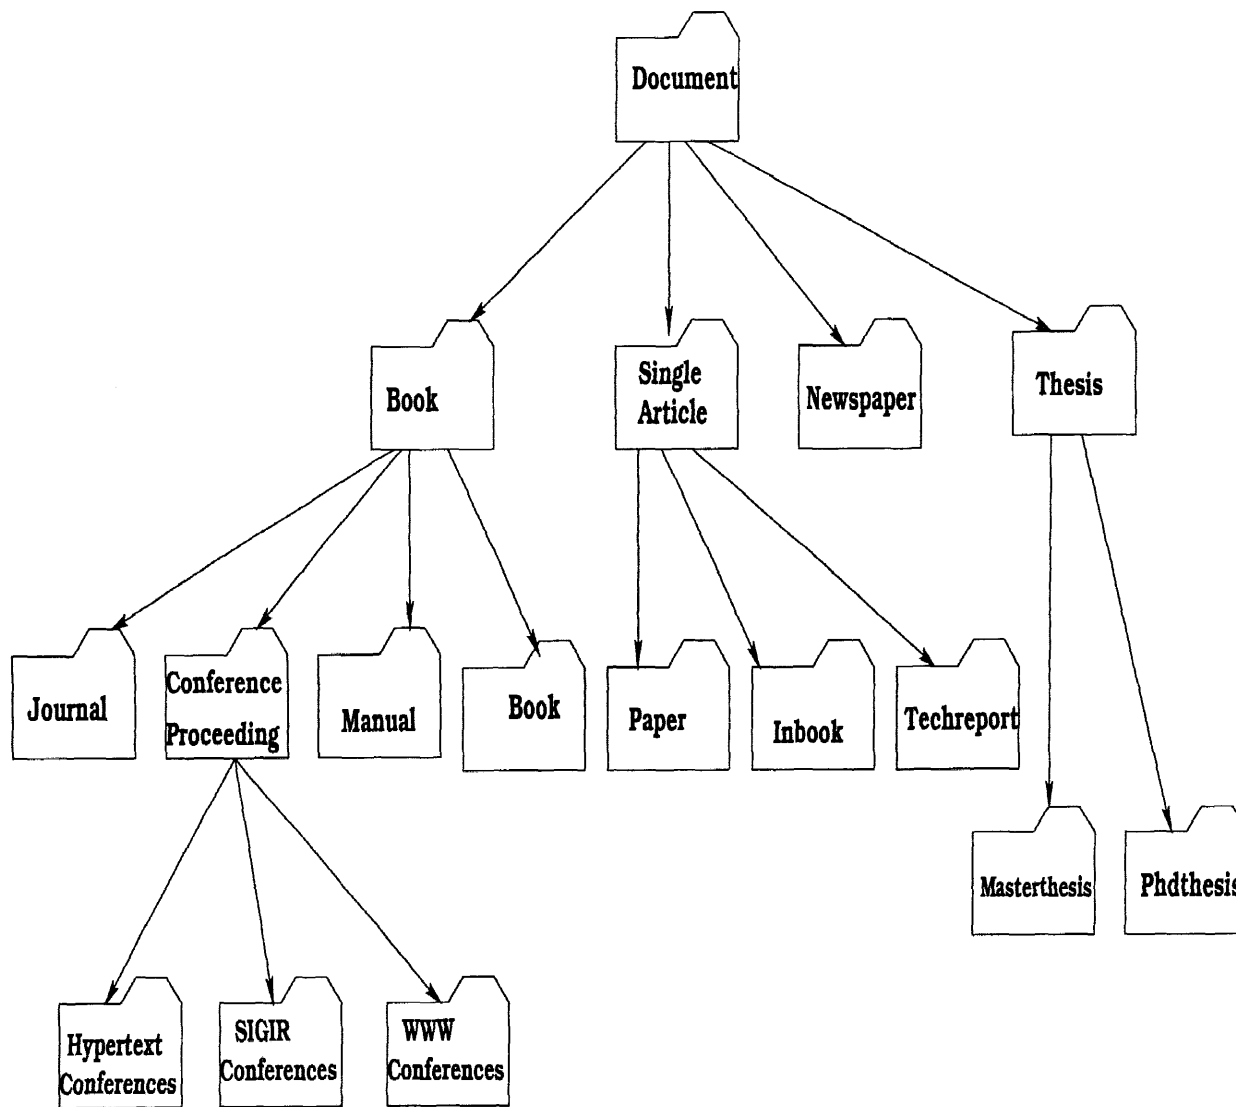 Document
Book
Single
Article
Newspaper
Thesis
Journal
Conference
Proceeding
Manual
Book
Paper
Inbook
Techreport
Masterthesis
Phdthesis
Hypertext
Conferences
SIGIR
Conferences
WWW
Conferences